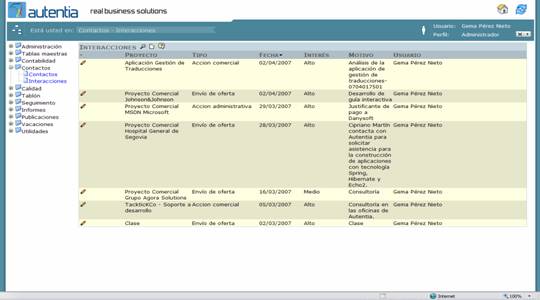 autentia real business solutions
Está usted en: Contactos - Interacciones
Usuario: Gema Pérez Nieto
Perfil: Administrador
Administración
Tablas maestras
Contabilidad
Contactos
Contactos
Interacciones
Calidad
Tablón
Seguimiento
Informes
Publicaciones
Vacaciones
Utilidades
INTERACCIONES
PROYECTO TIPO FECHA INTERÉS MOTIVO USUARIO
Aplicación Gestión de Accion comercial 02/04/2007 Alto Análisis de la Gema Pérez Nieto
Traducciones aplicación de
gestión de
traducciones-
0704017501
Proyecto Comercial Envío de oferta 02/04/2007 Alto Desarrollo de Gema Pérez Nieto
Johnson&Johnson guía interactiva
Proyecto Comercial Accion administrativa 29/03/2007 Alto Justificante de Gema Pérez Nieto
MSDN Microsoft pago a
Danysoft
Proyecto Comercial Envío de oferta 28/03/2007 Alto Cipriano Martín Gema Pérez Nieto
Hospital General de contacta con
Segovia Autentia para
solicitar
asistencia para
la construcción
de aplicaciones
con tecnología
Spring,
Hibernate y
Echo2.
Proyecto Comercial Envío de oferta 16/03/2007 Medio Consultoría Gema Pérez Nieto
Grupo Agora Solutions
TackticKCo - Soporte a Accion comercial 05/03/2007 Alto Consultoría en Gema Pérez Nieto
desarrollo las oficinas de
Autentia.
Clase Envío de oferta 02/03/2007 Alto Clase Gema Pérez Nieto
Internet 100%